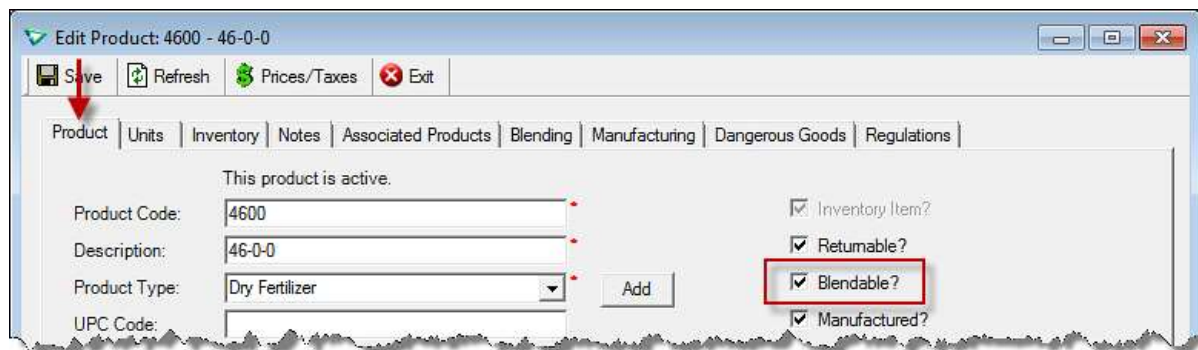 Edit Product: 4600 - 46-0-0
Save Refresh Prices/Taxes Exit
Product Units Inventory Notes Associated Products Blending Manufacturing Dangerous Goods Regulations
This product is active.
Product Code: 4600 * Inventory Item?
Description: 46-0-0 * Returnable?
Product Type: Dry Fertilizer * Add Blendable?
UPC Code: Manufactured?